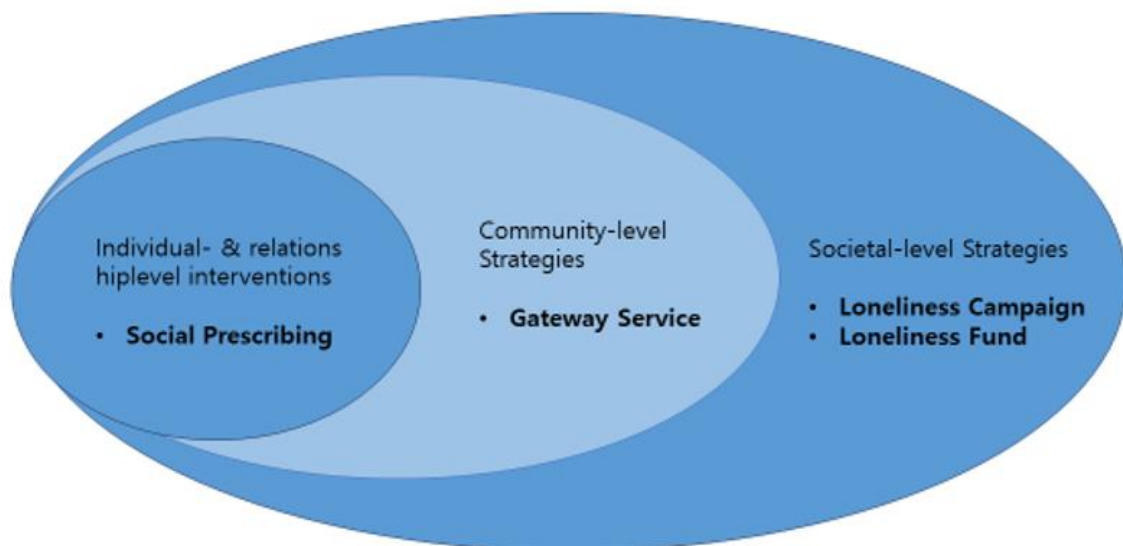 Individual- & relations
hiplevel interventions
• Social Prescribing
Community-level
Strategies
• Gateway Service
Societal-level Strategies
• Loneliness Campaign
• Loneliness Fund